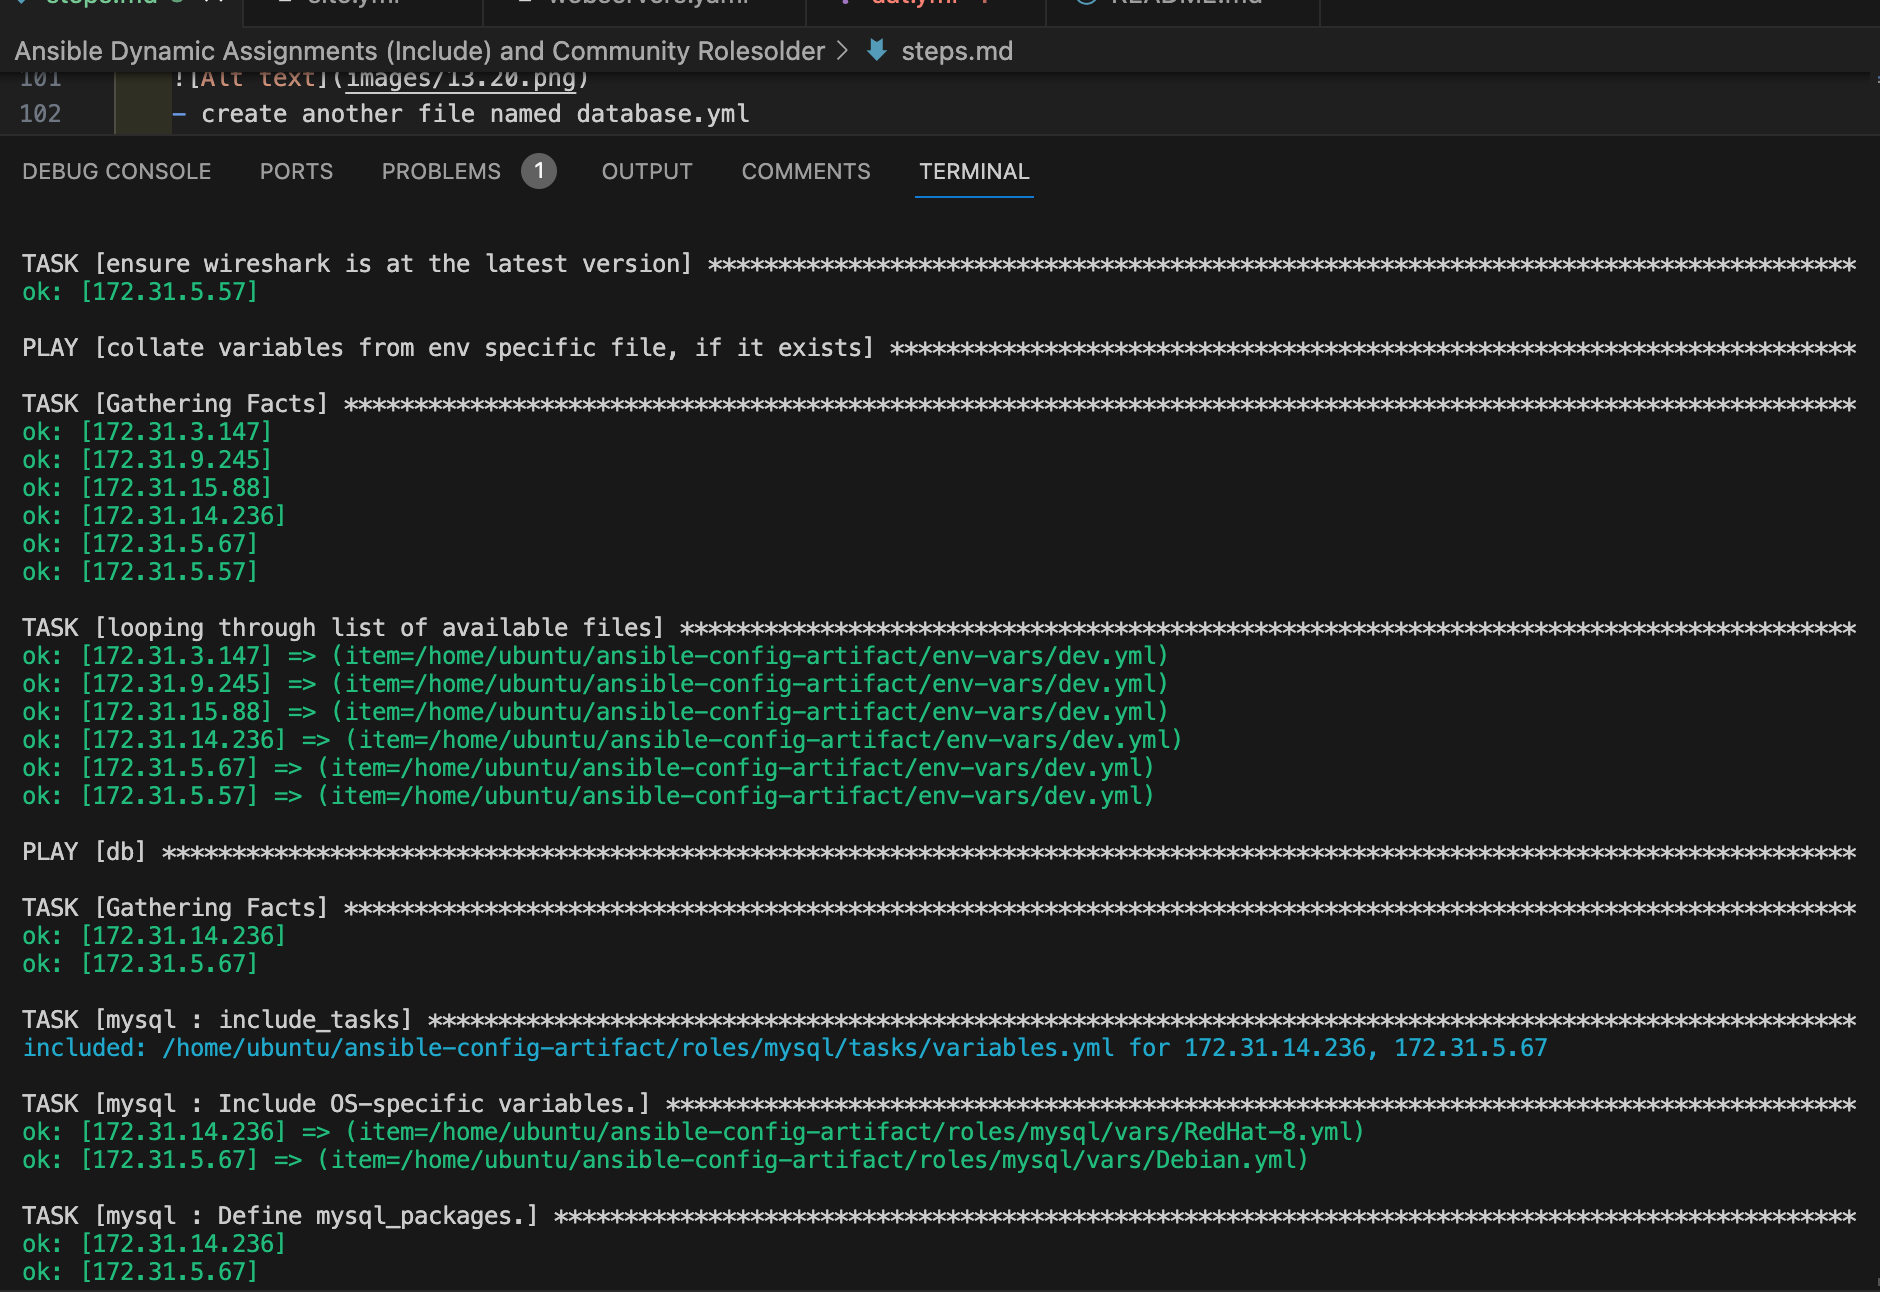 steps.md
site.yml
webservers.yaml
README.md
Ansible Dynamic Assignments (Include) and Community Rolesolder > steps.md
101 ![Alt text](images/13.20.png)
102 - create another file named database.yml
DEBUG CONSOLE PORTS PROBLEMS 1 OUTPUT COMMENTS TERMINAL
TASK [ensure wireshark is at the latest version] **********************************************************************************
ok: [172.31.5.57]
PLAY [collate variables from env specific file, if it exists] *********************************************************************
TASK [Gathering Facts] ************************************************************************************************************
ok: [172.31.3.147]
ok: [172.31.9.245]
ok: [172.31.15.88]
ok: [172.31.14.236]
ok: [172.31.5.67]
ok: [172.31.5.57]
TASK [looping through list of available files] ************************************************************************************
ok: [172.31.3.147] => (item=/home/ubuntu/ansible-config-artifact/env-vars/dev.yml)
ok: [172.31.9.245] => (item=/home/ubuntu/ansible-config-artifact/env-vars/dev.yml)
ok: [172.31.15.88] => (item=/home/ubuntu/ansible-config-artifact/env-vars/dev.yml)
ok: [172.31.14.236] => (item=/home/ubuntu/ansible-config-artifact/env-vars/dev.yml)
ok: [172.31.5.67] => (item=/home/ubuntu/ansible-config-artifact/env-vars/dev.yml)
ok: [172.31.5.57] => (item=/home/ubuntu/ansible-config-artifact/env-vars/dev.yml)
PLAY [db] *************************************************************************************************************************
TASK [Gathering Facts] ************************************************************************************************************
ok: [172.31.14.236]
ok: [172.31.5.67]
TASK [mysql : include_tasks] ******************************************************************************************************
included: /home/ubuntu/ansible-config-artifact/roles/mysql/tasks/variables.yml for 172.31.14.236, 172.31.5.67
TASK [mysql : Include OS-specific variables.] *************************************************************************************
ok: [172.31.14.236] => (item=/home/ubuntu/ansible-config-artifact/roles/mysql/vars/RedHat-8.yml)
ok: [172.31.5.67] => (item=/home/ubuntu/ansible-config-artifact/roles/mysql/vars/Debian.yml)
TASK [mysql : Define mysql_packages.] *********************************************************************************************
ok: [172.31.14.236]
ok: [172.31.5.67]